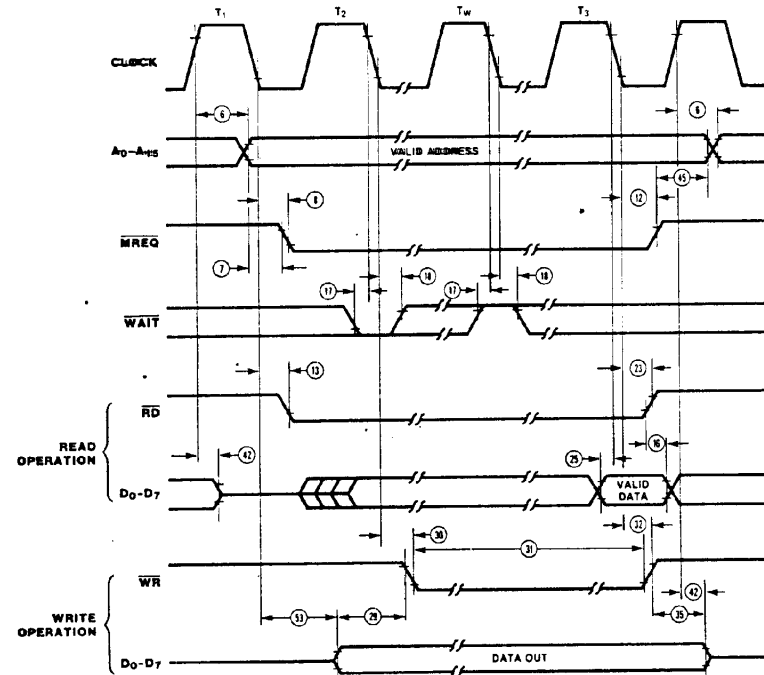 T1 T2 TW T3
CLOCK
6 6
A0-A15 VALID ADDRESS
45
8 12
MREQ
7
17 18 17 18
WAIT
13 23
RD
READ OPERATION
42 25 16
D0-D7 VALID DATA
30 31 32
WR
WRITE OPERATION
53 29 42
35
D0-D7 DATA OUT